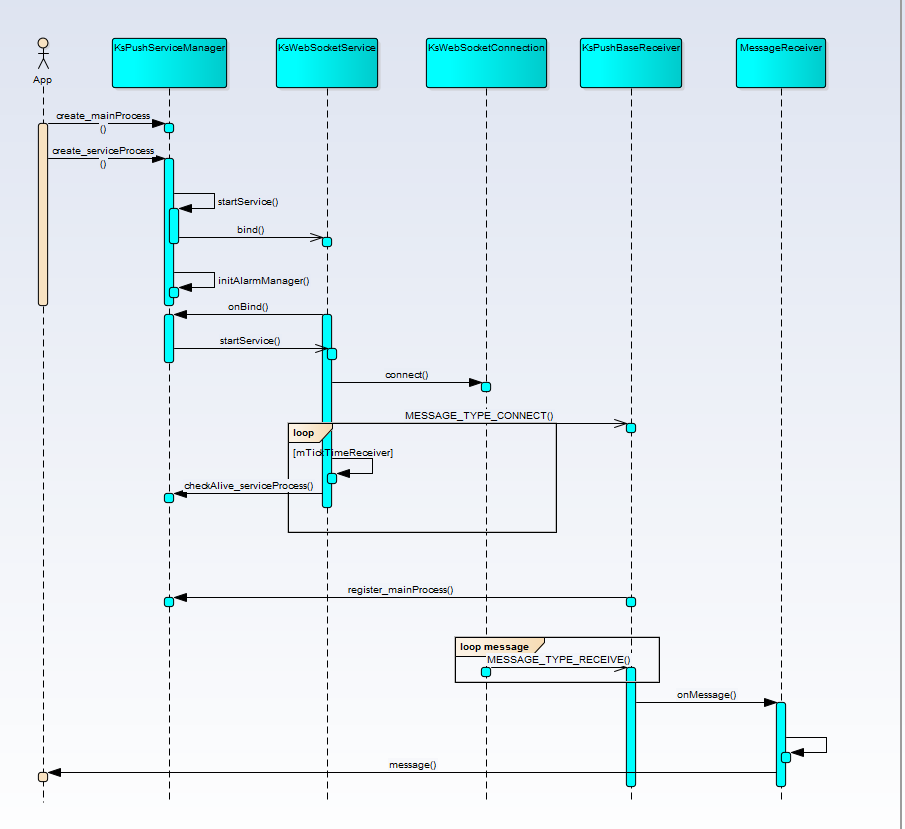 App
KsPushServiceManager
KsWebSocketService
KsWebSocketConnection
KsPushBaseReceiver
MessageReceiver
create_mainProcess
()
create_serviceProcess
()
startService()
bind()
initAlarmManager()
onBind()
startService()
connect()
MESSAGE_TYPE_CONNECT()
loop
[mTickTimeReceiver]
checkAlive_serviceProcess()
register_mainProcess()
loop message
MESSAGE_TYPE_RECEIVE()
onMessage()
message()